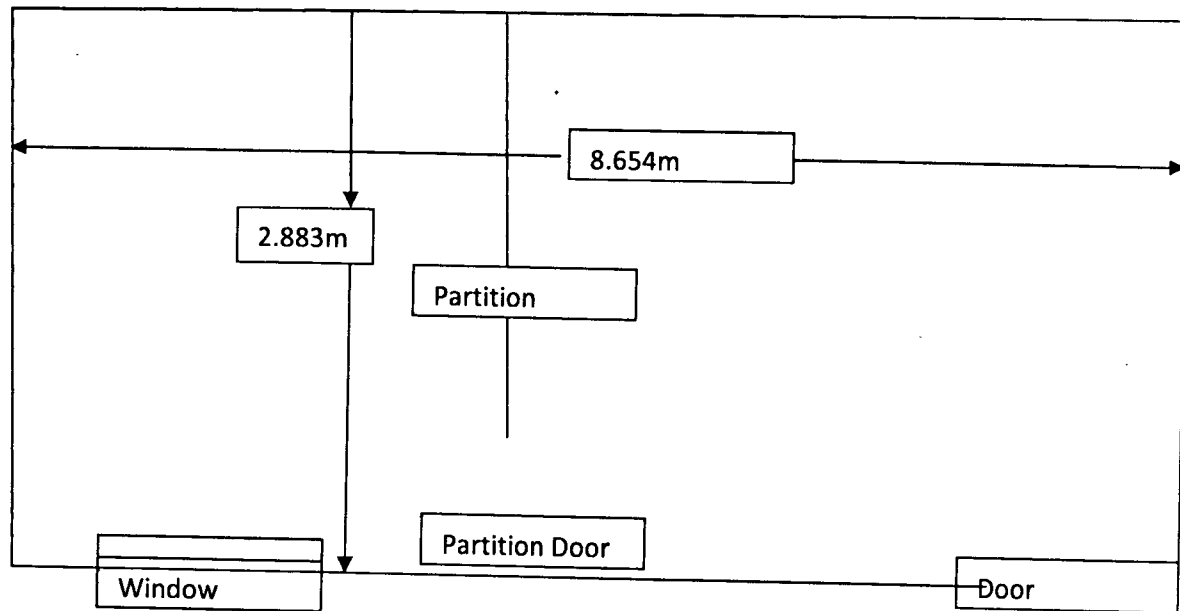 8.654m
2.883m
Partition
Partition Door
Window
Door